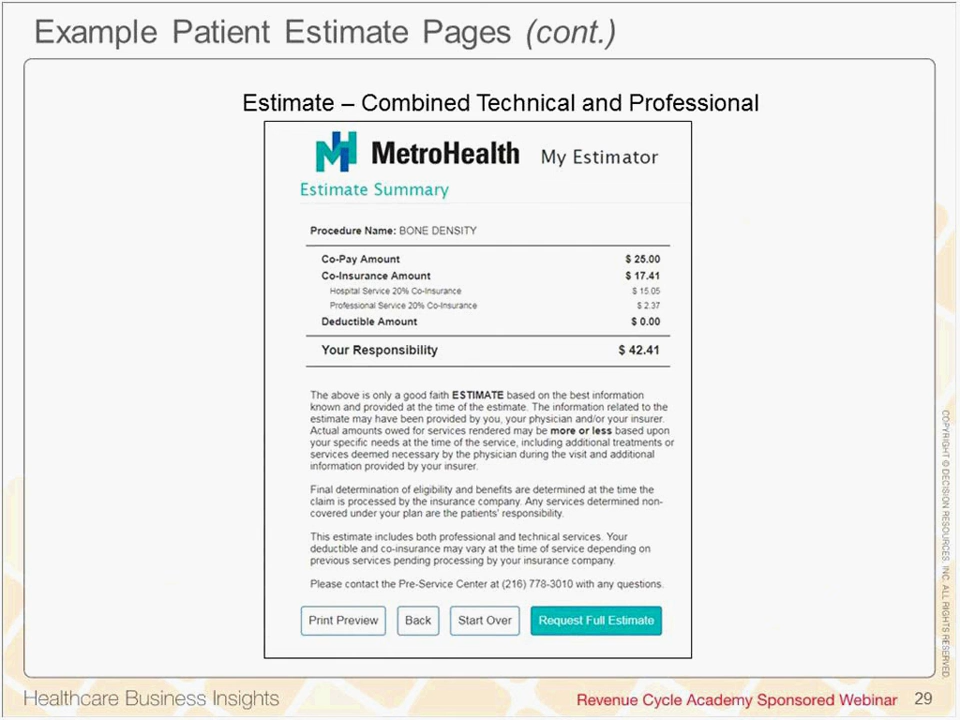 Example Patient Estimate Pages (cont.)
Estimate – Combined Technical and Professional
MetroHealth My Estimator
Estimate Summary
Procedure Name: BONE DENSITY
Co-Pay Amount $ 25.00
Co-Insurance Amount $ 17.41
Hospital Service 20% Co-Insurance $ 15.05
Professional Service 20% Co-Insurance $ 2.37
Deductible Amount $ 0.00
Your Responsibility $ 42.41
The above is only a good faith ESTIMATE based on the best information
known and provided at the time of the estimate. The information related to the
estimate may have been provided by you, your physician and/or your insurer.
Actual amounts owed for services rendered may be more or less based upon
your specific needs at the time of the service, including additional treatments or
services deemed necessary by the physician during the visit and additional
information provided by your insurer.
Final determination of eligibility and benefits are determined at the time the
claim is processed by the insurance company. Any services determined non-
covered under your plan are the patients' responsibility.
This estimate includes both professional and technical services. Your
deductible and co-insurance may vary at the time of service depending on
previous services pending processing by your insurance company.
Please contact the Pre-Service Center at (216) 778-3010 with any questions.
Print Preview Back Start Over Request Full Estimate
COPYRIGHT © DECISION RESOURCES, INC. ALL RIGHTS RESERVED.
Healthcare Business Insights
Revenue Cycle Academy Sponsored Webinar 29